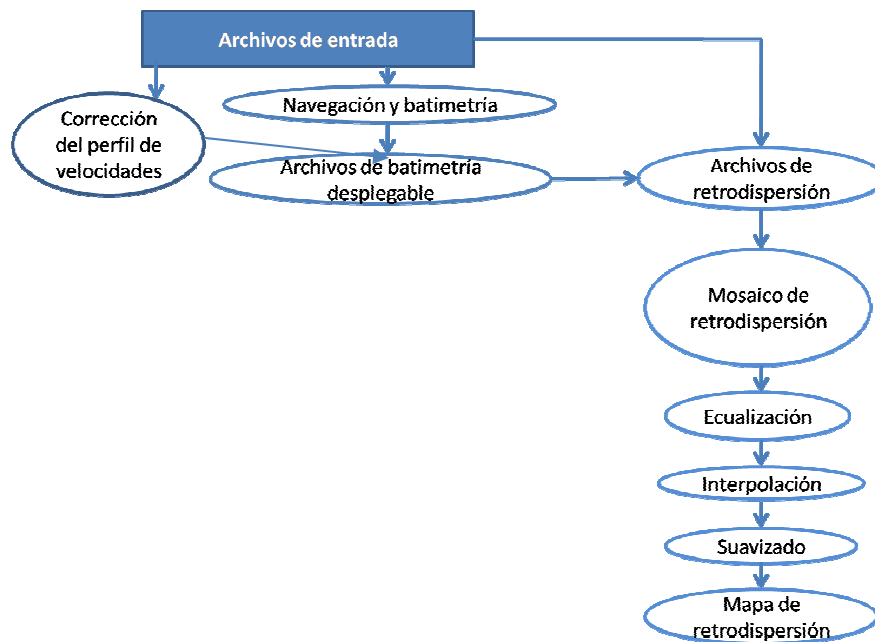 Archivos de entrada
Navegación y batimetría
Corrección
del perfil de
velocidades
Archivos de batimetría
desplegable
Archivos de
retrodispersión
Mosaico de
retrodispersión
Ecualización
Interpolación
Suavizado
Mapa de
retrodispersión